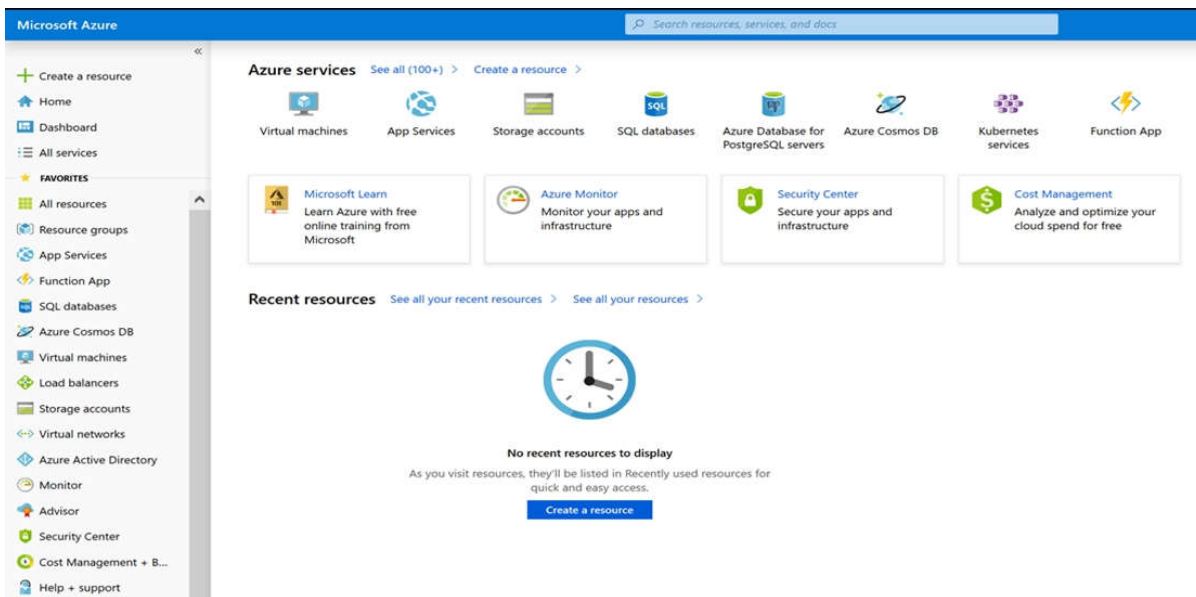 Microsoft Azure
Search resources, services, and docs
«
Create a resource
Home
Dashboard
All services
FAVORITES
All resources
Resource groups
App Services
Function App
SQL databases
Azure Cosmos DB
Virtual machines
Load balancers
Storage accounts
Virtual networks
Azure Active Directory
Monitor
Advisor
Security Center
Cost Management + B...
Help + support
Azure services See all (100+) > Create a resource >
Virtual machines
App Services
Storage accounts
SQL
SQL databases
Azure Database for
PostgreSQL servers
Azure Cosmos DB
Kubernetes
services
Function App
Microsoft Learn
Learn Azure with free
online training from
Microsoft
Azure Monitor
Monitor your apps and
infrastructure
Security Center
Secure your apps and
infrastructure
Cost Management
Analyze and optimize your
cloud spend for free
Recent resources See all your recent resources > See all your resources >
No recent resources to display
As you visit resources, they'll be listed in Recently used resources for
quick and easy access.
Create a resource